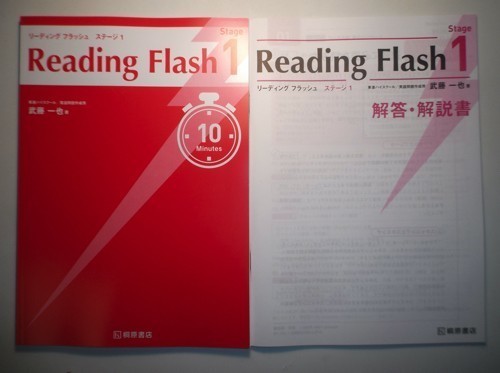 リーディング フラッシュ ステージ 1
Stage
Reading Flash 1
武藤 一也 著
10
Minutes
桐原書店
Stage
Reading Flash 1
リーディング フラッシュ ステージ 1
武藤 一也 著
解答・解説書
桐原書店